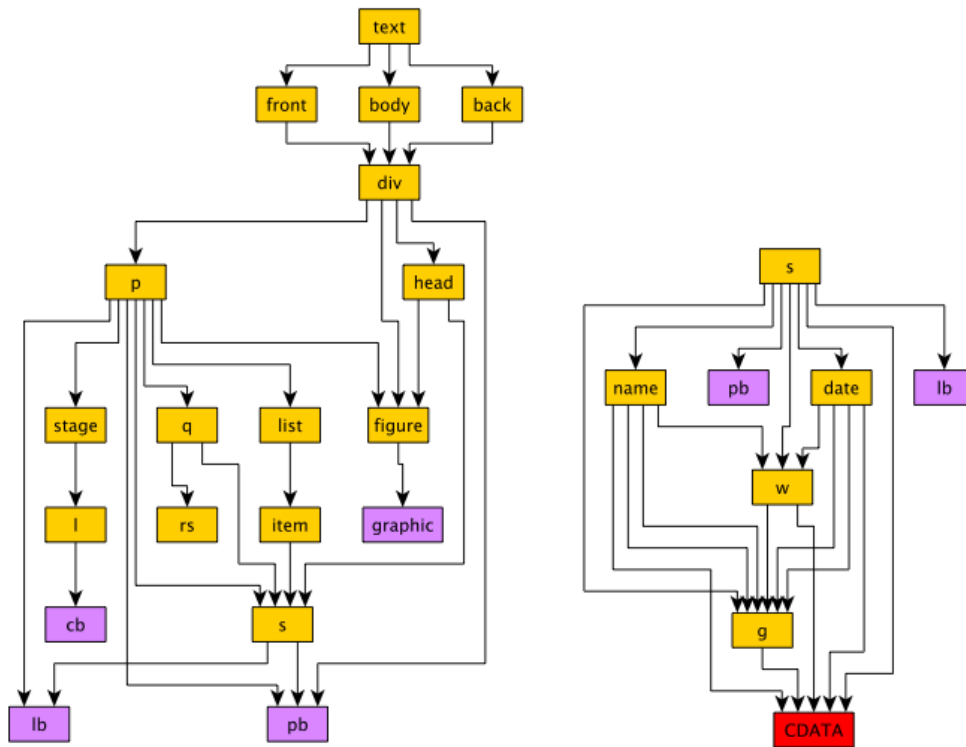 text
front body back
div
p head
stage q list figure
l rs item graphic
cb s
lb pb
s
name pb date lb
w
g
CDATA